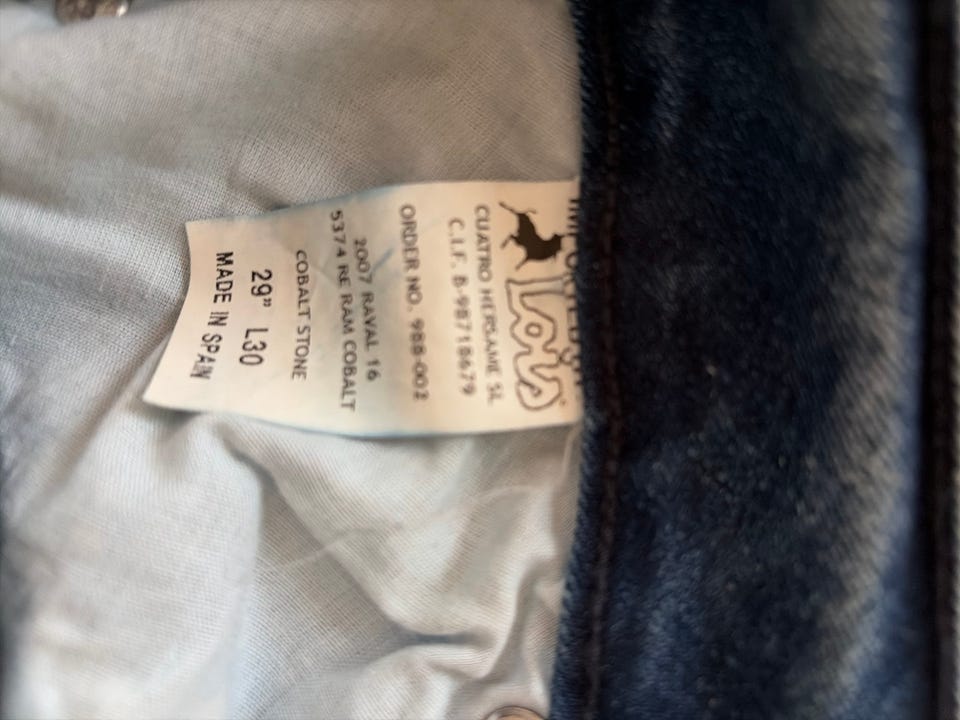 Lois
CUATRO HERSAME SL
C.I.F. B-98718679
ORDER NO. 988-002
2007 RAVAL 16
5374 RE RAM COBALT
COBALT STONE
29" L30
MADE IN SPAIN